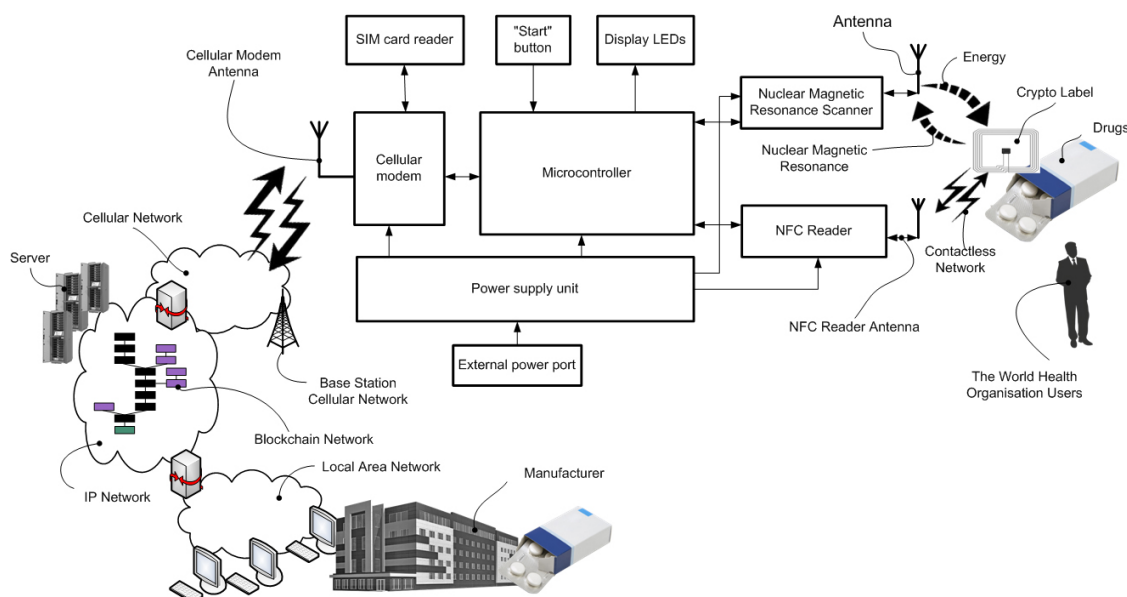 SIM card reader
"Start"
button
Display LEDs
Antenna
Energy
Crypto Label
Drugs
Cellular Modem
Antenna
Nuclear Magnetic
Resonance Scanner
Nuclear Magnetic
Resonance
Cellular
modem
Microcontroller
NFC Reader
Contactless
Network
Cellular Network
Server
Power supply unit
NFC Reader Antenna
External power port
Base Station
Cellular Network
The World Health
Organisation Users
Blockchain Network
Local Area Network
IP Network
Manufacturer